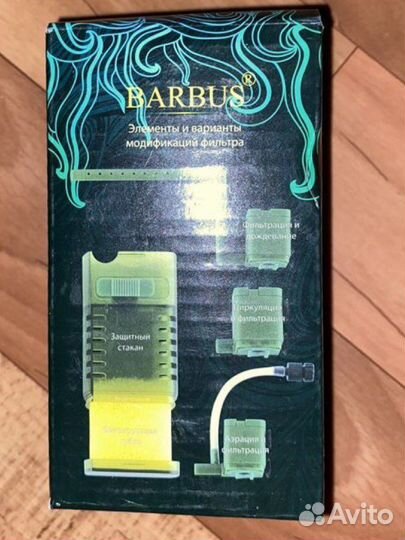 BARBUS®
Элементы и варианты
модификаций фильтра
Фильтрация и
дождевание
Циркуляция
и фильтрация
Защитный
стакан
Аэрация и
фильтрация
Avito